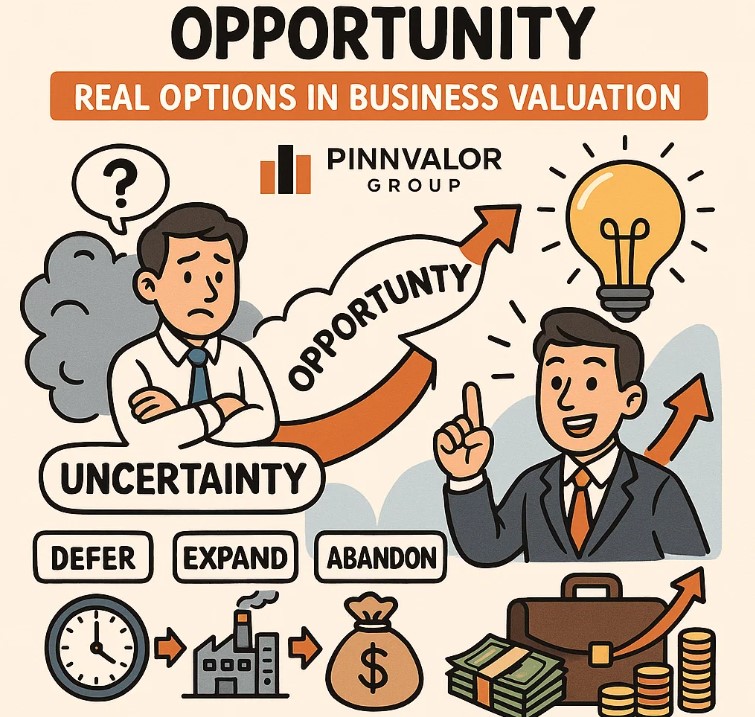 OPPORTUNITY
REAL OPTIONS IN BUSINESS VALUATION
PINNVALOR
GROUP
?
OPPORTUNTY
UNCERTAINTY
DEFER
EXPAND
ABANDON
$